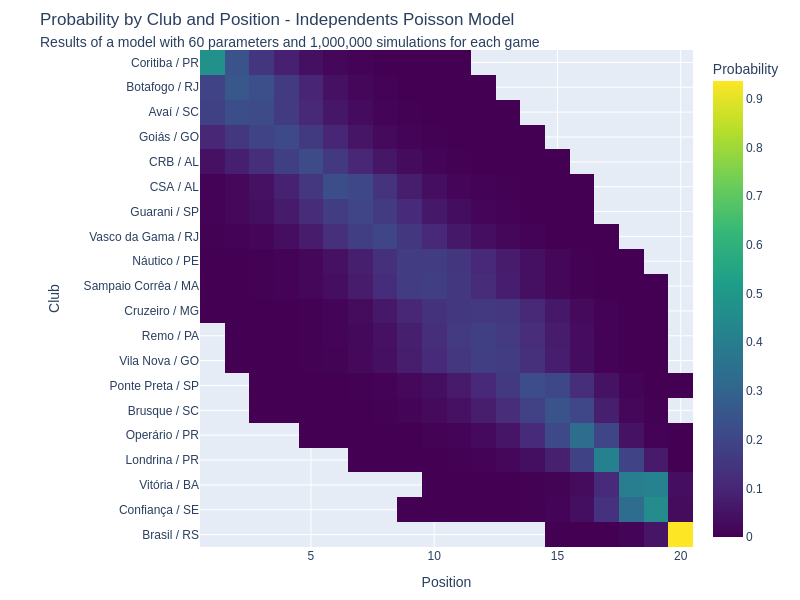 Probability by Club and Position - Independents Poisson Model
Results of a model with 60 parameters and 1,000,000 simulations for each game
Probability
Club
Coritiba / PR
Botafogo / RJ
Avaí / SC
Goiás / GO
CRB / AL
CSA / AL
Guarani / SP
Vasco da Gama / RJ
Náutico / PE
Sampaio Corrêa / MA
Cruzeiro / MG
Remo / PA
Vila Nova / GO
Ponte Preta / SP
Brusque / SC
Operário / PR
Londrina / PR
Vitória / BA
Confiança / SE
Brasil / RS
0.9
0.8
0.7
0.6
0.5
0.4
0.3
0.2
0.1
0
5 10 15 20
Position